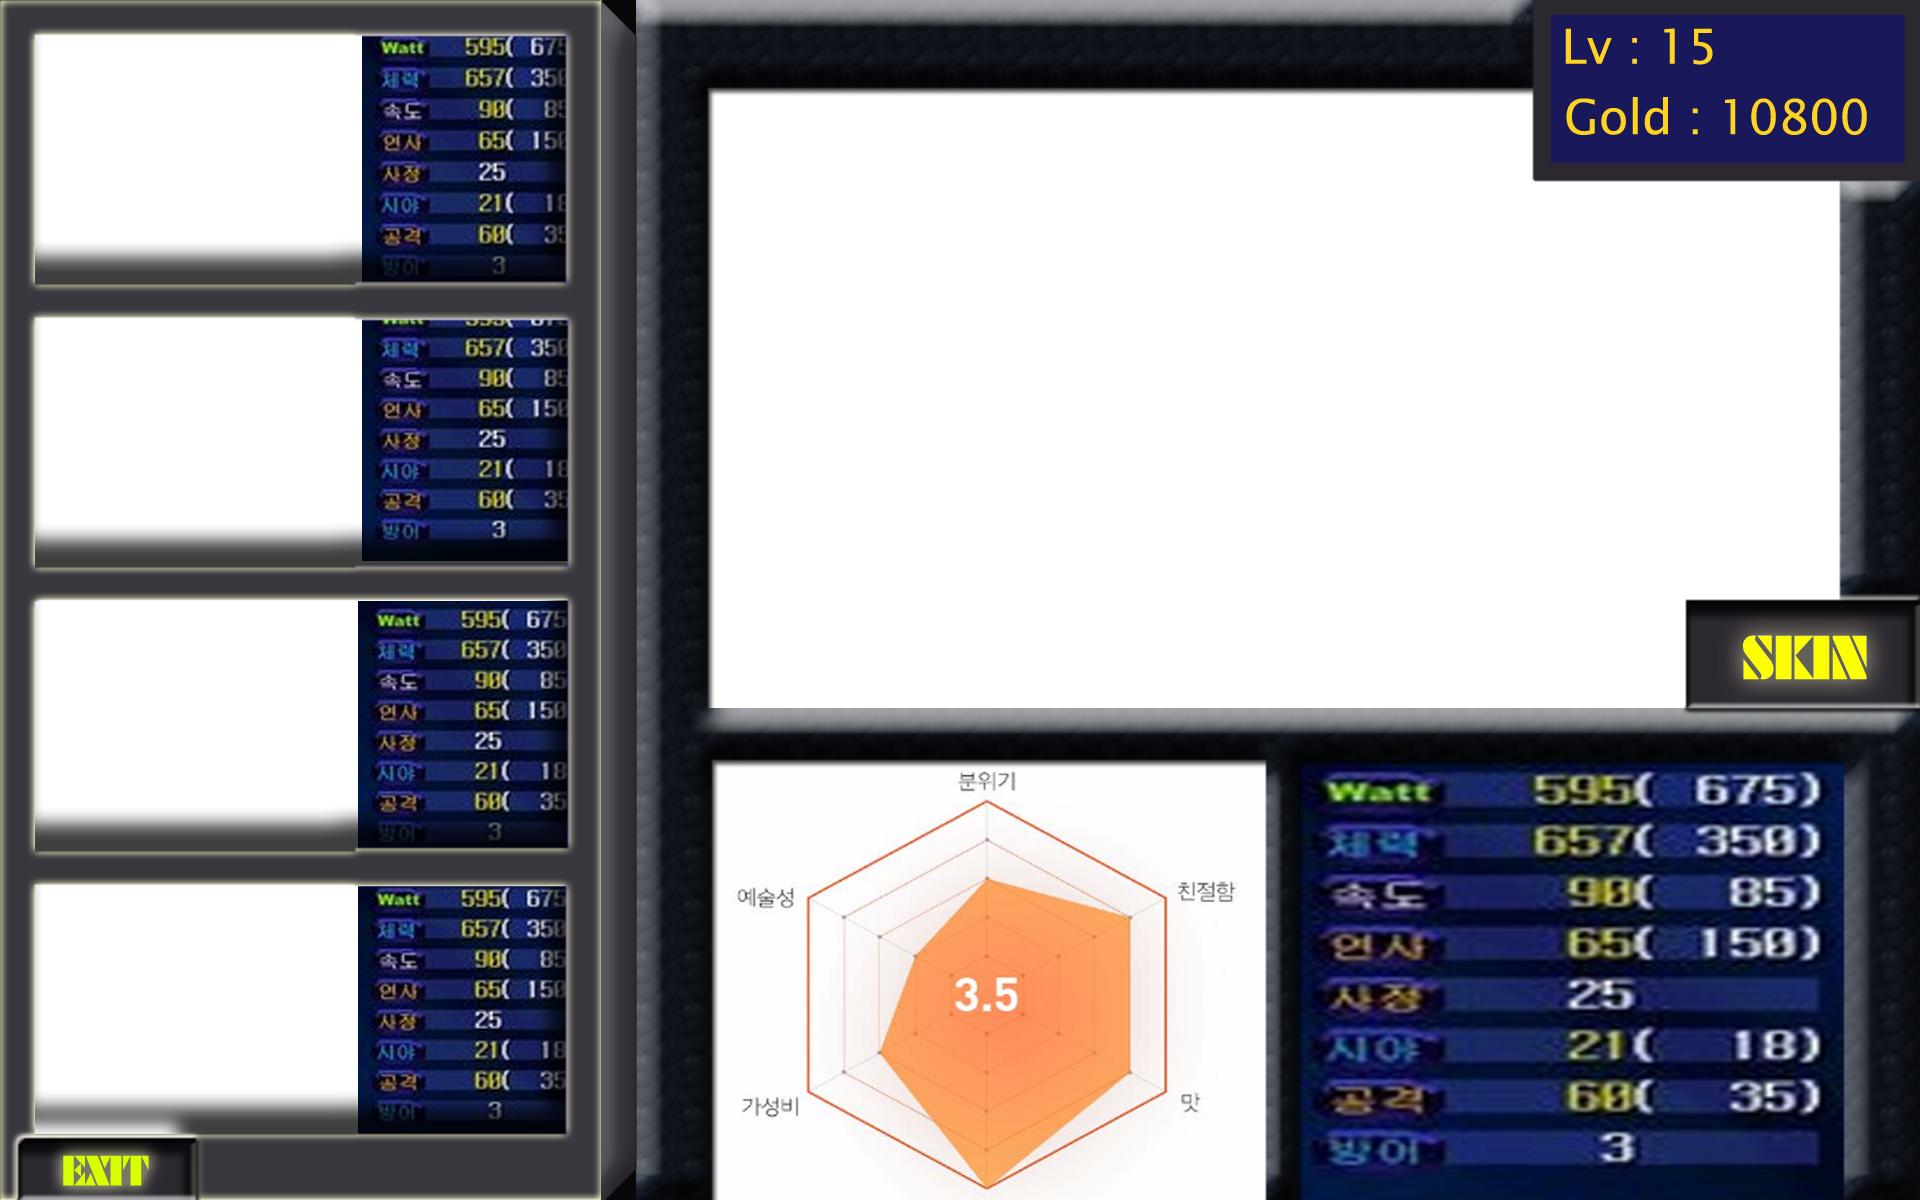 Watt 595( 675
체력 657( 350
속도 90( 85
연사 65( 150
사정 25
시야 21( 18
공격 60( 35
방어 3
Watt 595( 675
체력 657( 350
속도 90( 85
연사 65( 150
사정 25
시야 21( 18
공격 60( 35
방어 3
Watt 595( 675
체력 657( 350
속도 90( 85
연사 65( 150
사정 25
시야 21( 18
공격 60( 35
방어 3
Watt 595( 675
체력 657( 350
속도 90( 85
연사 65( 150
사정 25
시야 21( 18
공격 60( 35
방어 3
EXIT
Lv : 15
Gold : 10800
SKIN
분위기
예술성
친절함
3.5
가성비
맛
Watt 595( 675)
체력 657( 350)
속도 90( 85)
연사 65( 150)
사정 25
시야 21( 18)
공격 60( 35)
방어 3